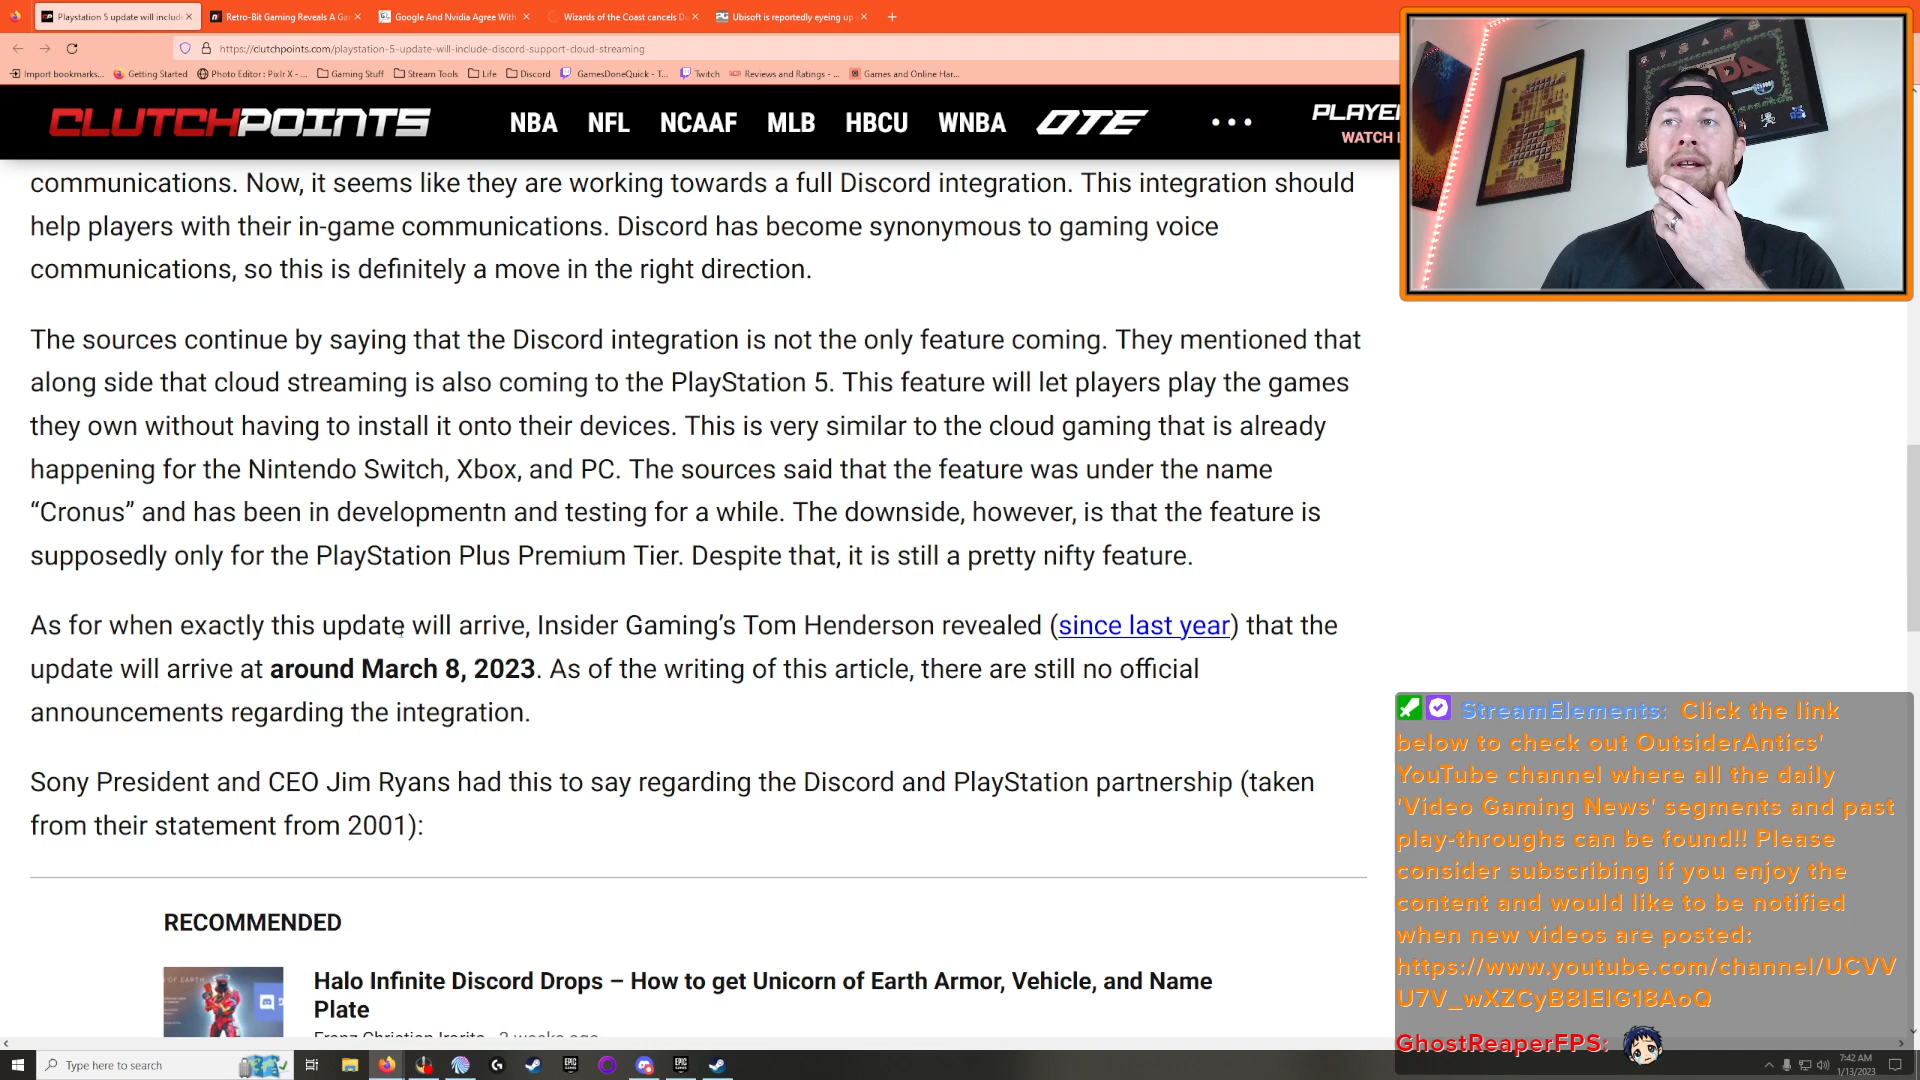 Playstation 5 update will include
Retro-Bit Gaming Reveals A Ga
Google And Nvidia Agree With
Wizards of the Coast cancels D
Ubisoft is reportedly eyeing up
https://clutchpoints.com/playstation-5-update-will-include-discord-support-cloud-streaming
Import bookmarks... Getting Started Photo Editor : Pixlr X - ... Gaming Stuff Stream Tools Life Discord GamesDoneQuick - T... Twitch Reviews and Ratings - ... Games and Online Har...
CLUTCHPOINTS NBA NFL NCAAF MLB HBCU WNBA OTE ... PLAYE
WATCH
communications. Now, it seems like they are working towards a full Discord integration. This integration should
help players with their in-game communications. Discord has become synonymous to gaming voice
communications, so this is definitely a move in the right direction.
The sources continue by saying that the Discord integration is not the only feature coming. They mentioned that
along side that cloud streaming is also coming to the PlayStation 5. This feature will let players play the games
they own without having to install it onto their devices. This is very similar to the cloud gaming that is already
happening for the Nintendo Switch, Xbox, and PC. The sources said that the feature was under the name
“Cronus” and has been in developmentn and testing for a while. The downside, however, is that the feature is
supposedly only for the PlayStation Plus Premium Tier. Despite that, it is still a pretty nifty feature.
As for when exactly this update will arrive, Insider Gaming’s Tom Henderson revealed (since last year) that the
update will arrive at around March 8, 2023. As of the writing of this article, there are still no official
announcements regarding the integration.
Sony President and CEO Jim Ryans had this to say regarding the Discord and PlayStation partnership (taken
from their statement from 2001):
RECOMMENDED
Halo Infinite Discord Drops – How to get Unicorn of Earth Armor, Vehicle, and Name
Plate
StreamElements: Click the link
below to check out OutsiderAntics'
YouTube channel where all the daily
'Video Gaming News' segments and past
play-throughs can be found!! Please
consider subscribing if you enjoy the
content and would like to be notified
when new videos are posted:
https://www.youtube.com/channel/UCVV
U7V_wXZCyB8IEIG18AoQ
GhostReaperFPS:
Type here to search
7:42 AM
1/13/2023